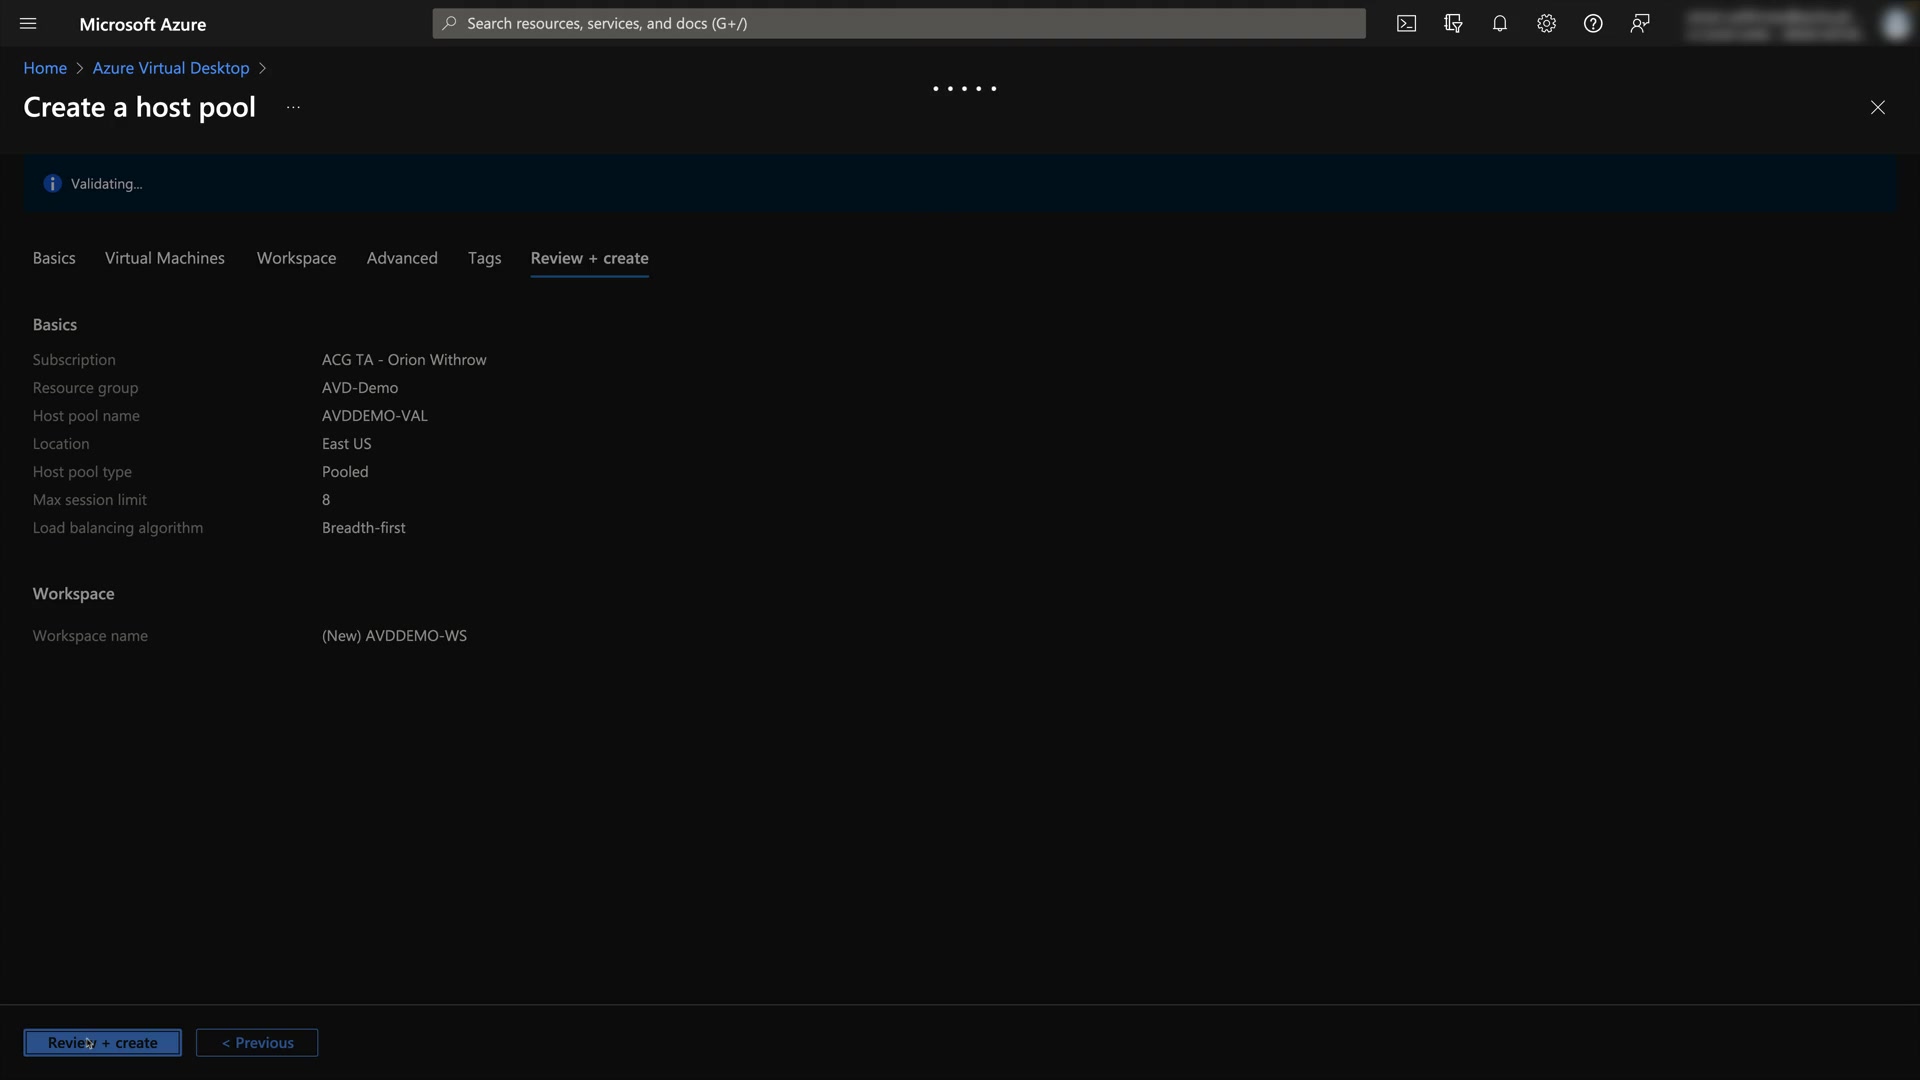 Microsoft Azure
Search resources, services, and docs (G+/)
Home > Azure Virtual Desktop >
Create a host pool ...
Validating...
Basics Virtual Machines Workspace Advanced Tags Review + create
Basics
Subscription ACG TA - Orion Withrow
Resource group AVD-Demo
Host pool name AVDDEMO-VAL
Location East US
Host pool type Pooled
Max session limit 8
Load balancing algorithm Breadth-first
Workspace
Workspace name (New) AVDDEMO-WS
Review + create < Previous